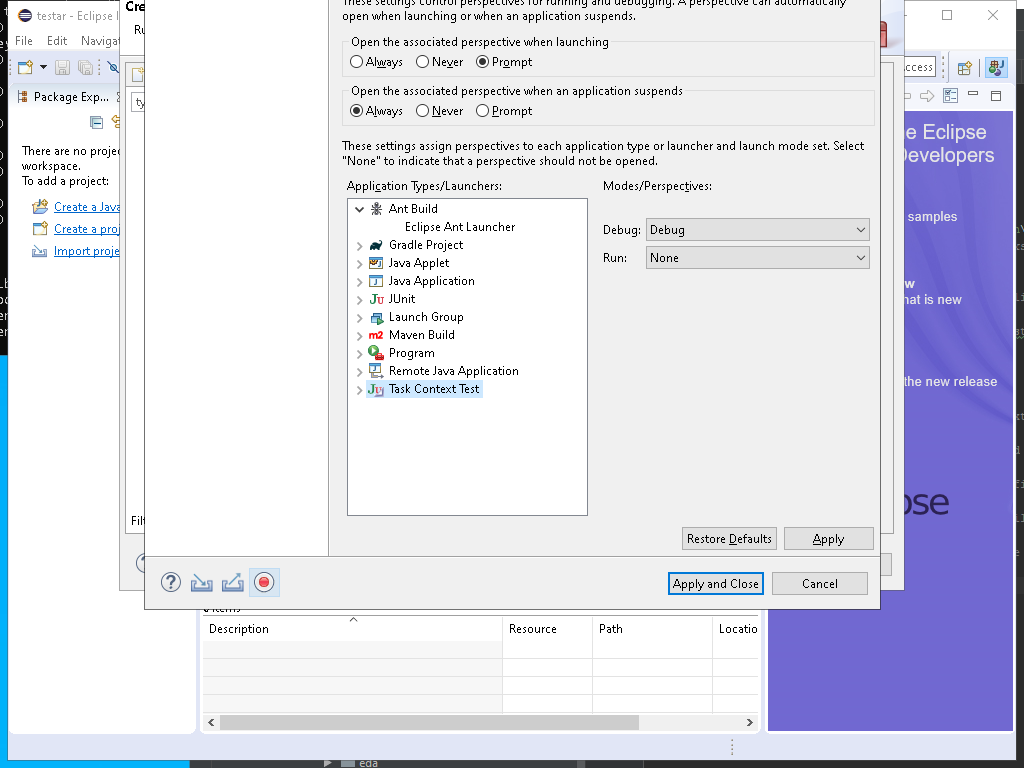 testar - Eclipse I
File Edit Navigat
Package Exp...
There are no proje
workspace.
To add a project:
Create a Java
Create a proj
Import proje
Cre
Ru
ty
Filt
These settings control perspectives for running and debugging. A perspective can automatically
open when launching or when an application suspends.
Open the associated perspective when launching
Always Never Prompt
Open the associated perspective when an application suspends
Always Never Prompt
These settings assign perspectives to each application type or launcher and launch mode set. Select
"None" to indicate that a perspective should not be opened.
Application Types/Launchers:
Modes/Perspectives:
Ant Build
Eclipse Ant Launcher
Gradle Project
Java Applet
Java Application
JUnit
Launch Group
Maven Build
Program
Remote Java Application
Task Context Test
Debug: Debug
Run: None
Restore Defaults Apply
Apply and Close Cancel
ccess
e Eclipse
Developers
samples
w
hat is new
the new release
ose
0 items
Description Resource Path Locatio
eda